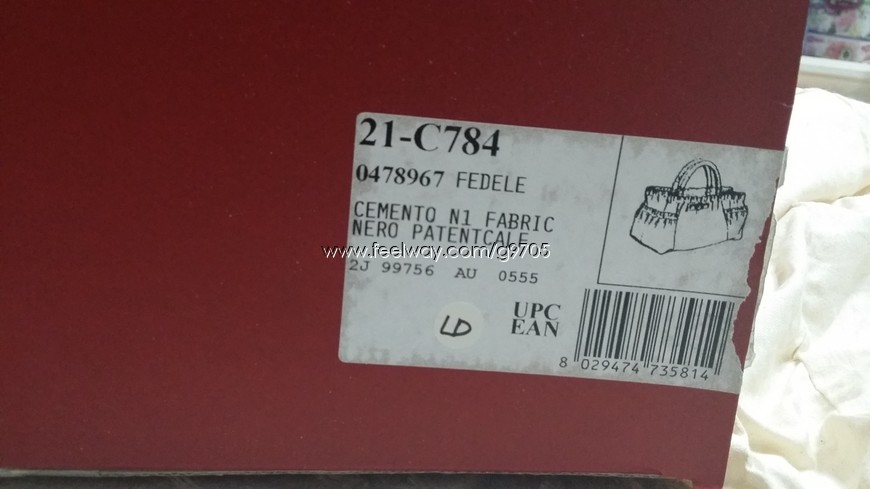 21-C784
0478967 FEDELE
CEMENTO N1 FABRIC
NERO PATENTCALF
www.feelway.com/g9705
2J 99756 AU 0555
LD
UPC
EAN
8 029474 735814